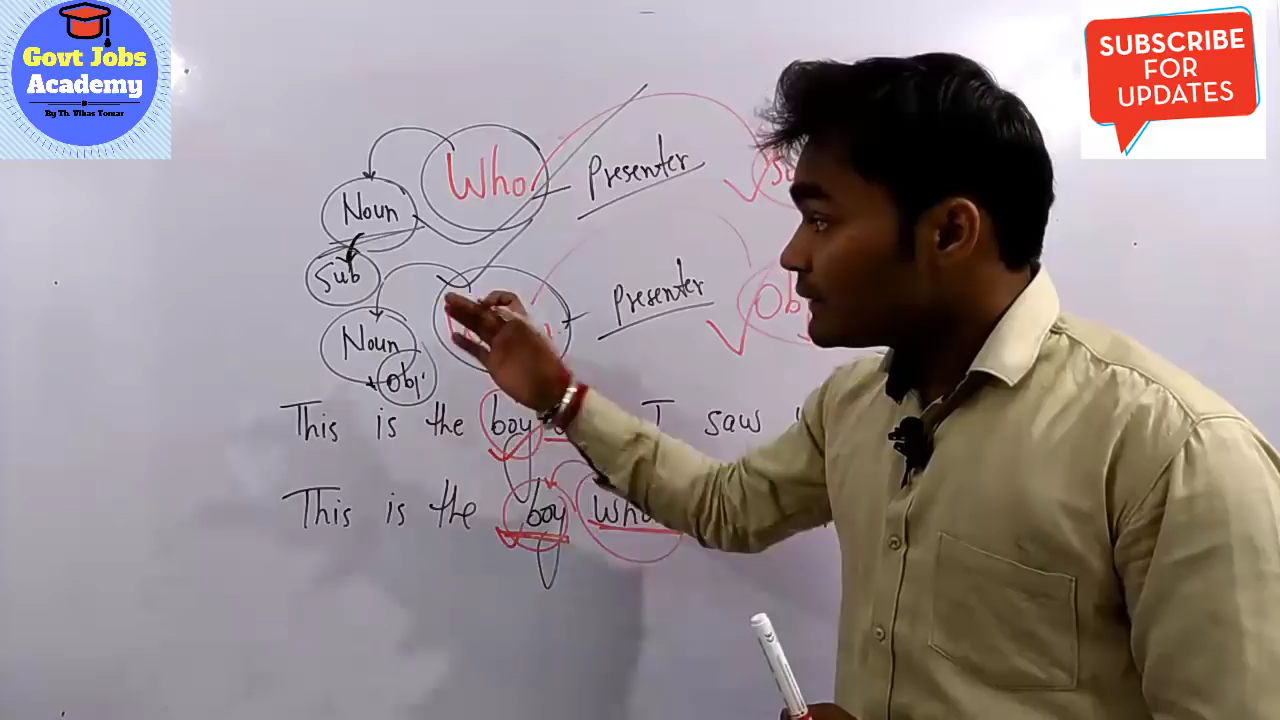 Govt Jobs
Academy
By Th. Vikas Tomar
SUBSCRIBE
FOR
UPDATES
Who
Presenter
Noun
Sub
Presenter
Noun
Obj
This is the boy I saw
This is the boy